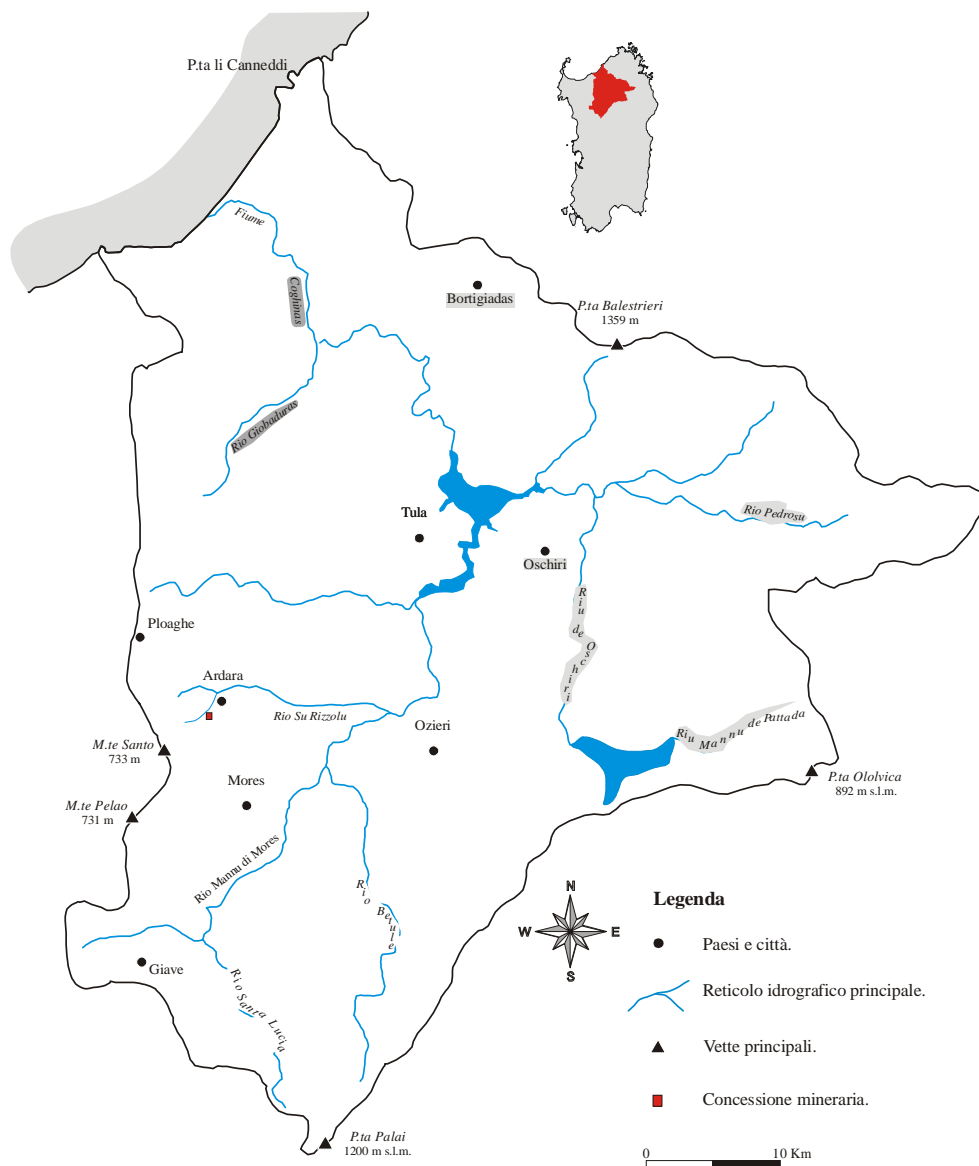 P.ta li Canneddi
Fiume
Coghinas
Bortigiadas
P.ta Balestrieri
1359 m
Rio Giobaduras
Tula
Rio Pedrosu
Oschiri
Riu de Oschiri
Ploaghe
Ardara
Rio Su Rizzolu
Ozieri
Riu Mannu de Pattada
M.te Santo
733 m
P.ta Ololvica
892 m s.l.m.
Mores
M.te Pelao
731 m
Rio Mannu di Mores
Rio Betule
Giave
Rio Santa Lucia
P.ta Palai
1200 m s.l.m.
N
W E
S
Legenda
Paesi e città.
Reticolo idrografico principale.
Vette principali.
Concessione mineraria.
0 10 Km